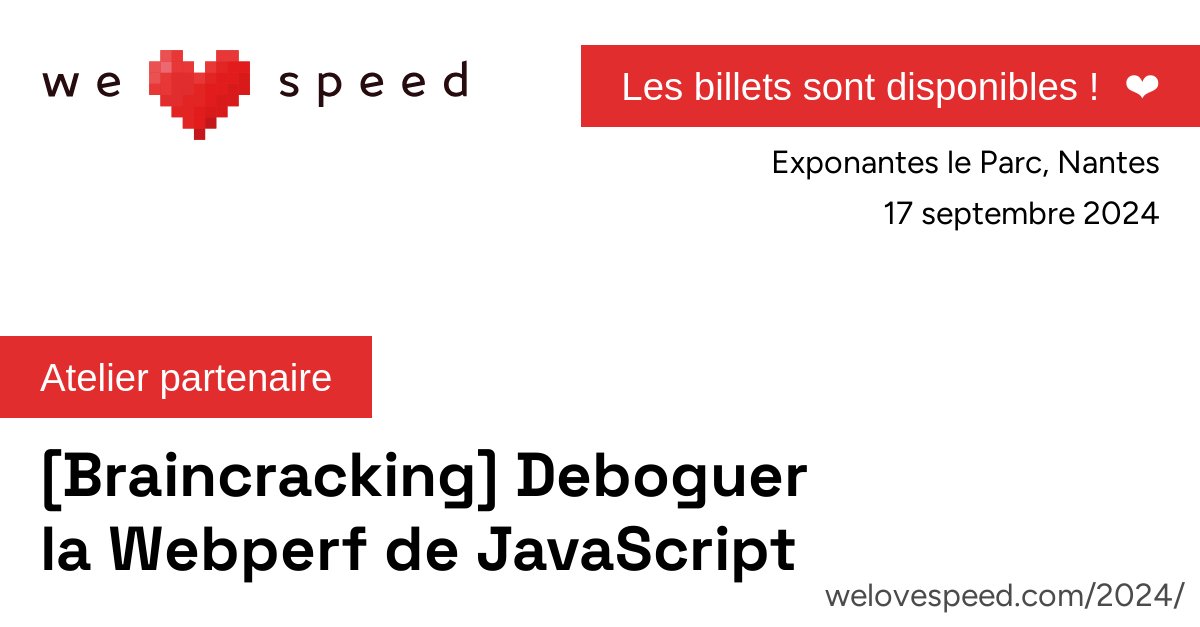 we speed
Les billets sont disponibles ! ❤
Exponantes le Parc, Nantes
17 septembre 2024
Atelier partenaire
[Braincracking] Deboguer
la Webperf de JavaScript
welovespeed.com/2024/